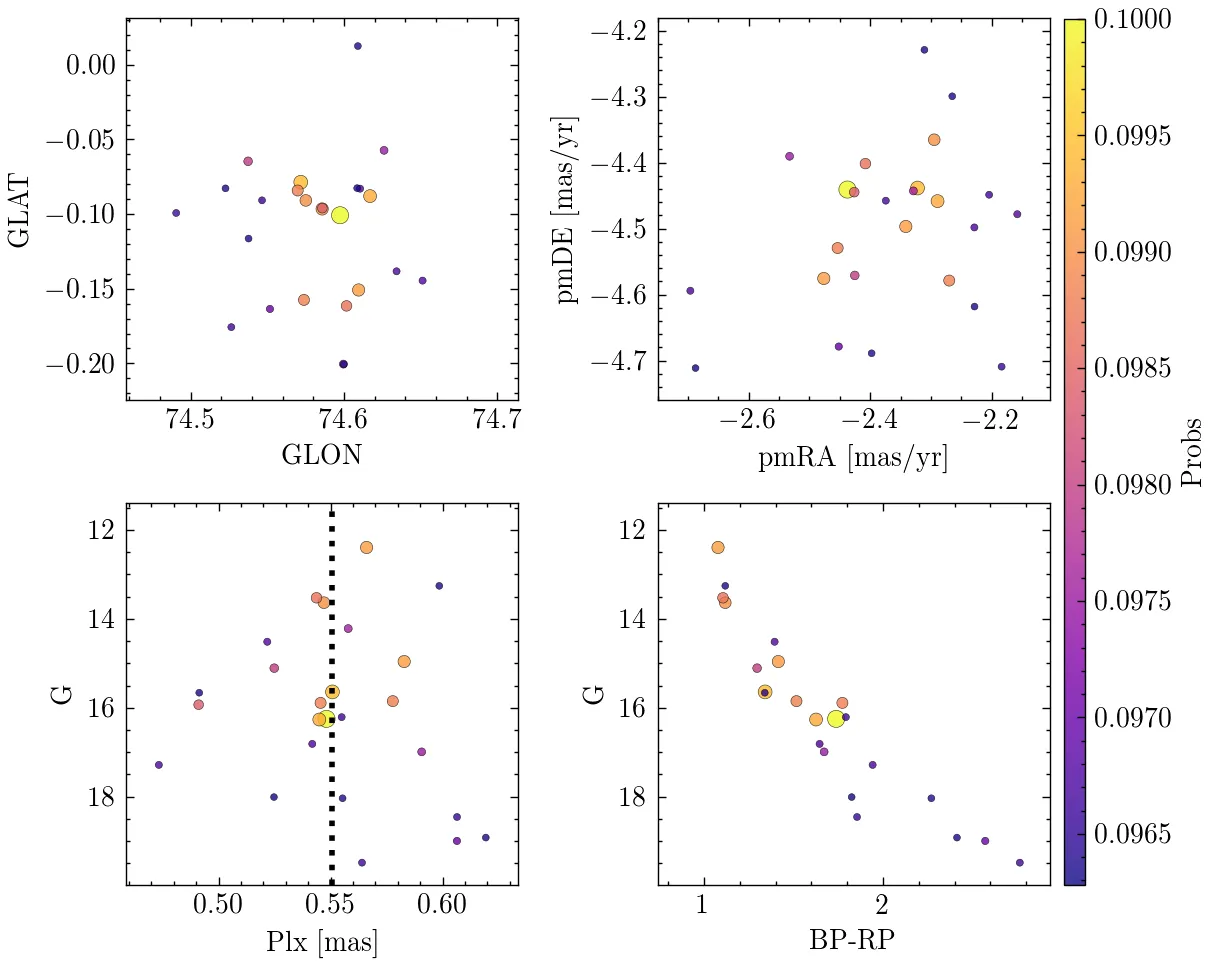 0.00
−0.05
−0.10
−0.15
−0.20
GLAT
74.5 74.6 74.7
GLON
−4.2
−4.3
−4.4
−4.5
−4.6
−4.7
pmDE [mas/yr]
−2.6 −2.4 −2.2
pmRA [mas/yr]
12
14
16
18
G
0.50 0.55 0.60
Plx [mas]
12
14
16
18
G
1 2
BP-RP
0.1000
0.0995
0.0990
0.0985
0.0980
0.0975
0.0970
0.0965
Probs